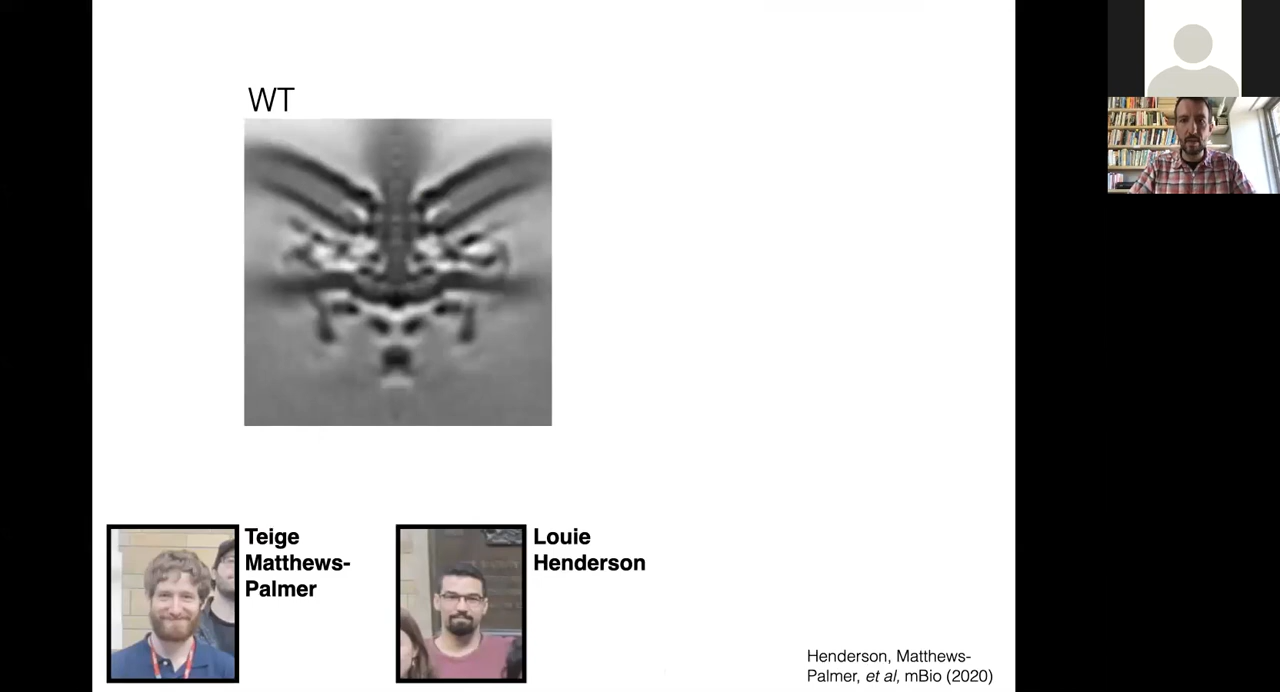 WT
Teige
Matthews-
Palmer
Louie
Henderson
Henderson, Matthews-
Palmer, et al, mBio (2020)